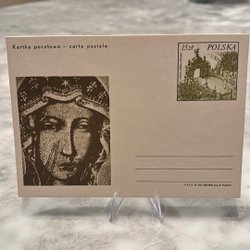 Kartka pocztowa – carte postale
15zł POLSKA